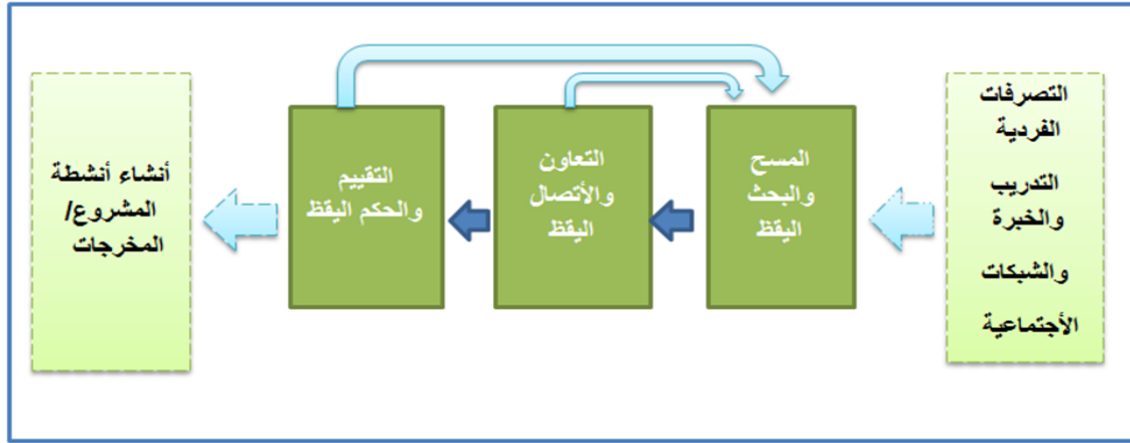 التصرفات
الفردية
التدريب
والخبرة
والشبكات
الأجتماعية
المسح
والبحث
اليقظ
التعاون
والأتصال
اليقظ
التقييم
والحكم اليقظ
أنشاء أنشطة
المشروع/
المخرجات